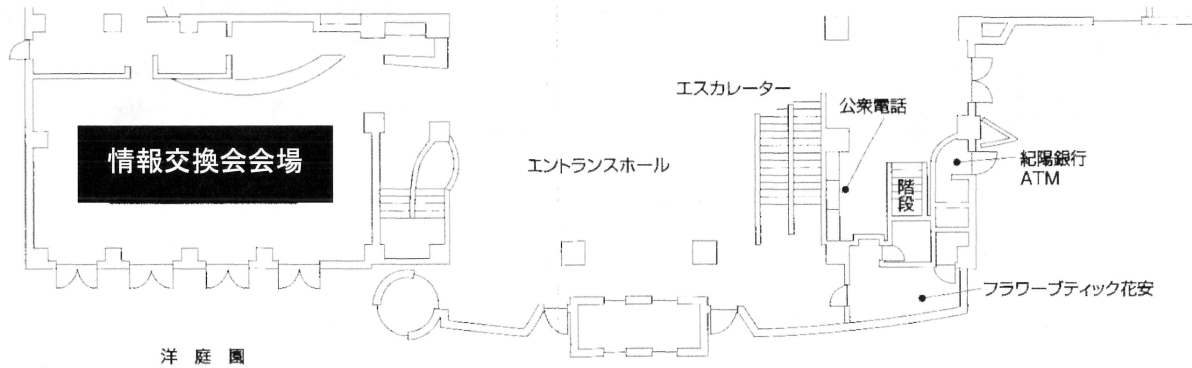 エスカレーター
公衆電話
情報交換会会場
エントランスホール
紀陽銀行
ATM
階段
フラワーブティック花安
洋庭園